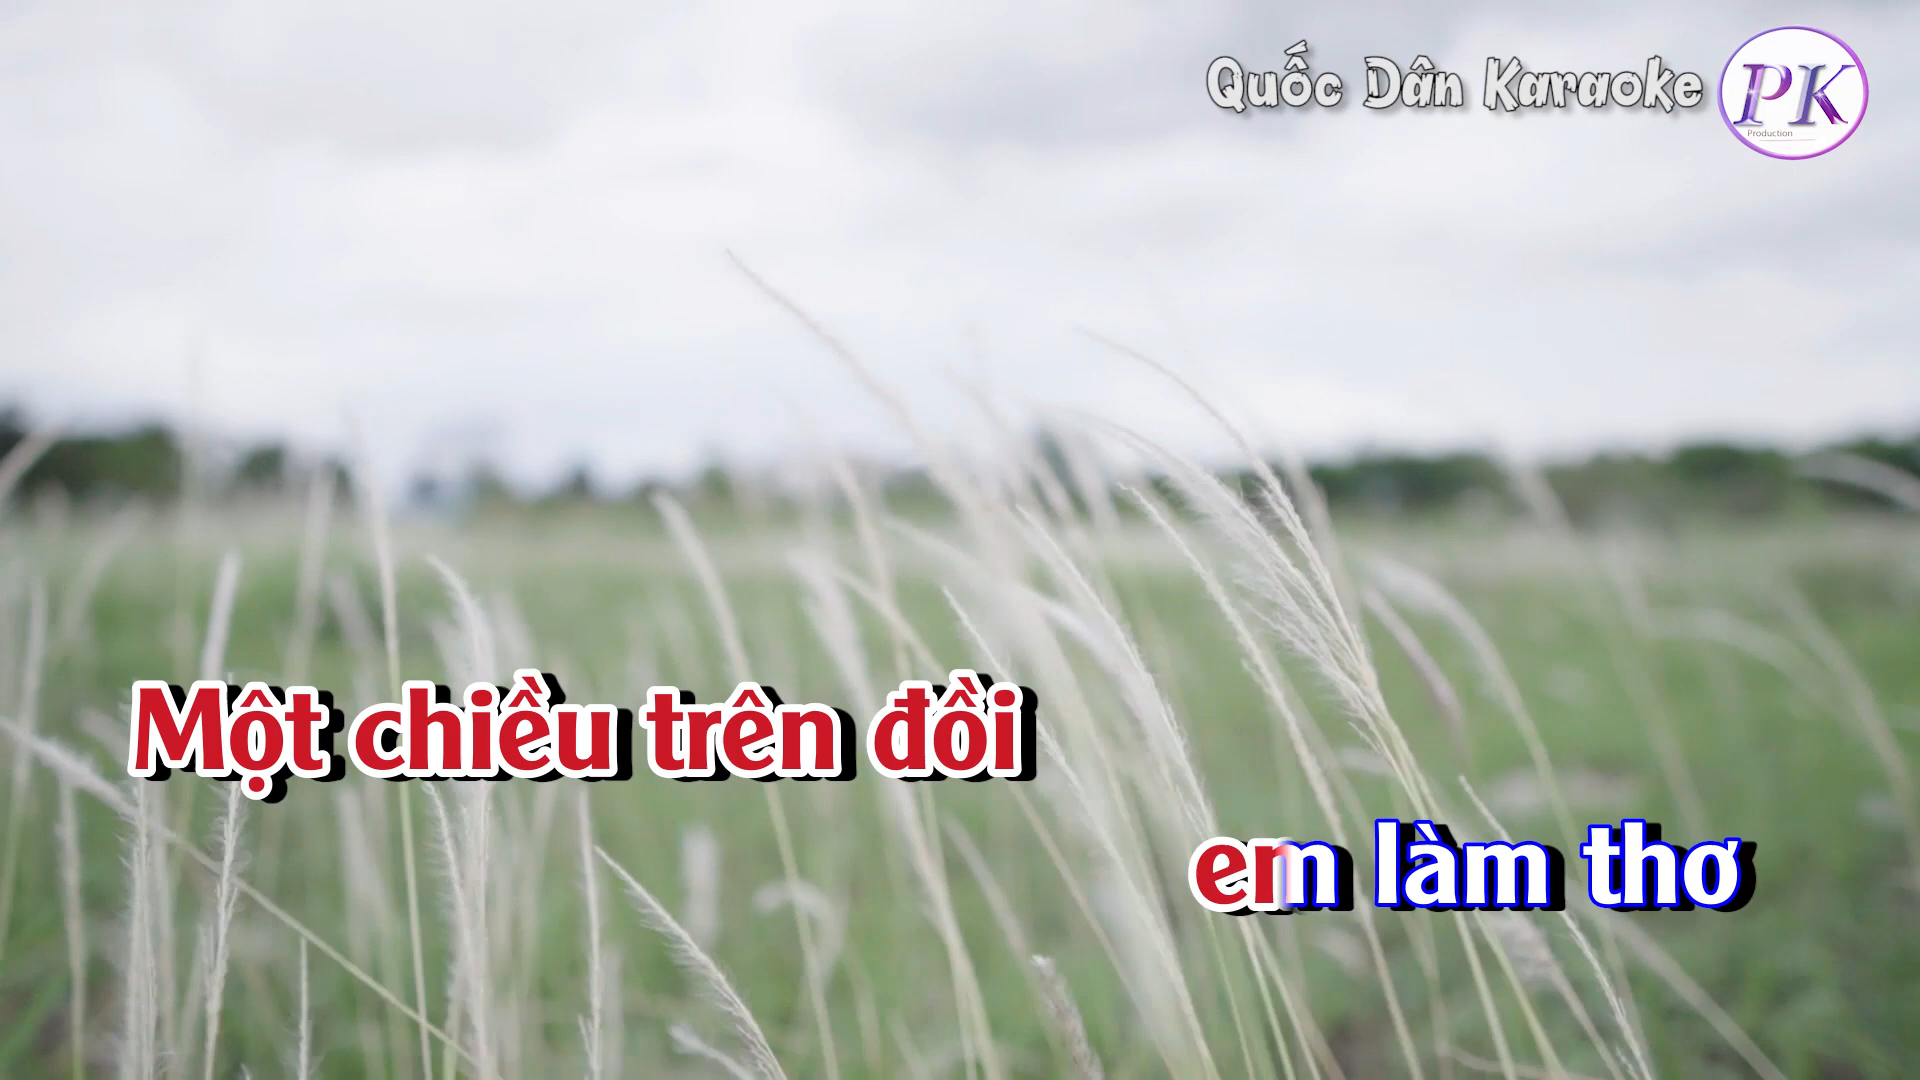 Quốc Dân Karaoke
PK
Production
Một chiều trên đồi
em làm thơ